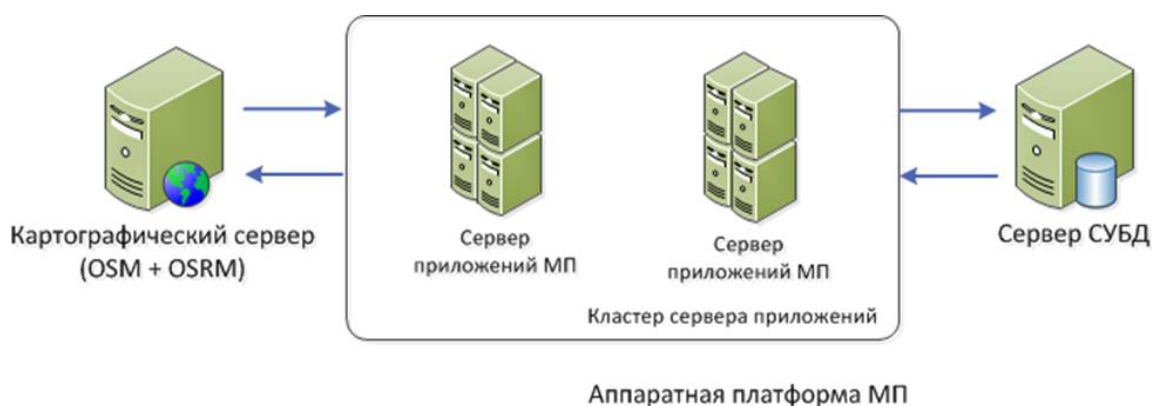 Картографический сервер
(OSM + OSRM)
Сервер
приложений МП
Сервер
приложений МП
Кластер сервера приложений
Сервер СУБД
Аппаратная платформа МП